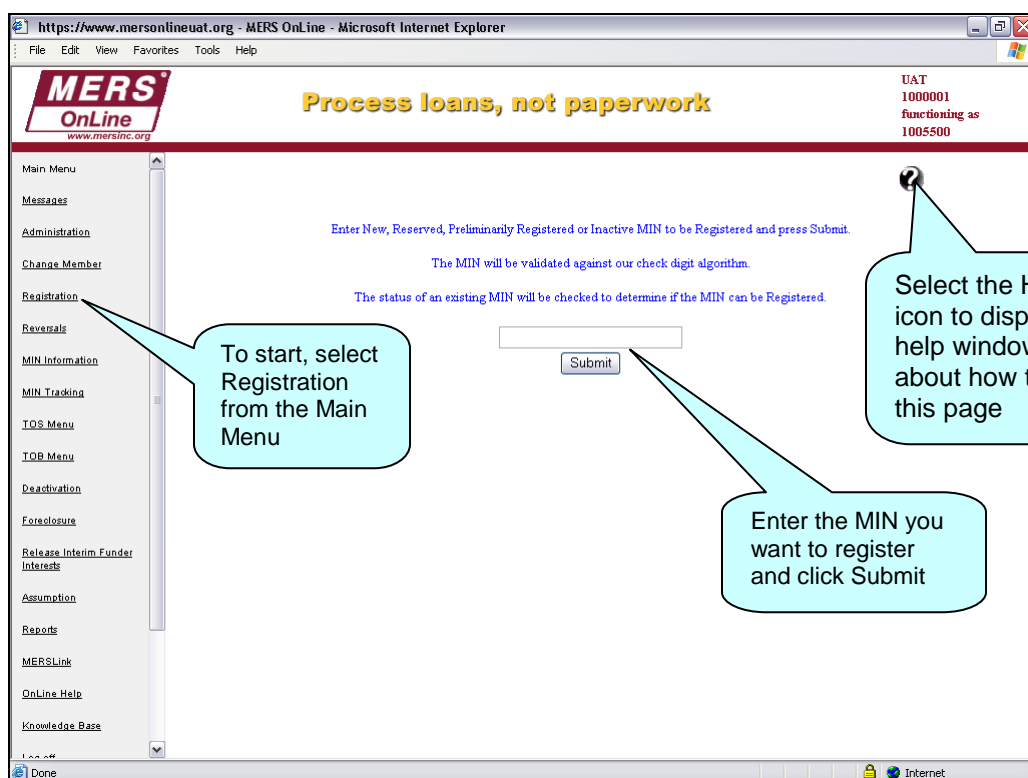 https://www.mersonlineuat.org - MERS OnLine - Microsoft Internet Explorer
File Edit View Favorites Tools Help
MERS
OnLine
www.mersinc.org
Process loans, not paperwork
UAT
1000001
functioning as
1005500
Main Menu
Messages
Administration
Change Member
Registration
Reversals
MIN Information
MIN Tracking
TOS Menu
TOB Menu
Deactivation
Foreclosure
Release Interim Funder
Interests
Assumption
Reports
MERSLink
OnLine Help
Knowledge Base
Log off
?
Enter New, Reserved, Preliminarily Registered or Inactive MIN to be Registered and press Submit.
The MIN will be validated against our check digit algorithm.
The status of an existing MIN will be checked to determine if the MIN can be Registered.
Submit
To start, select
Registration
from the Main
Menu
Select the
icon to
help
about how
this page
Enter the MIN you
want to register
and click Submit
Done
Internet